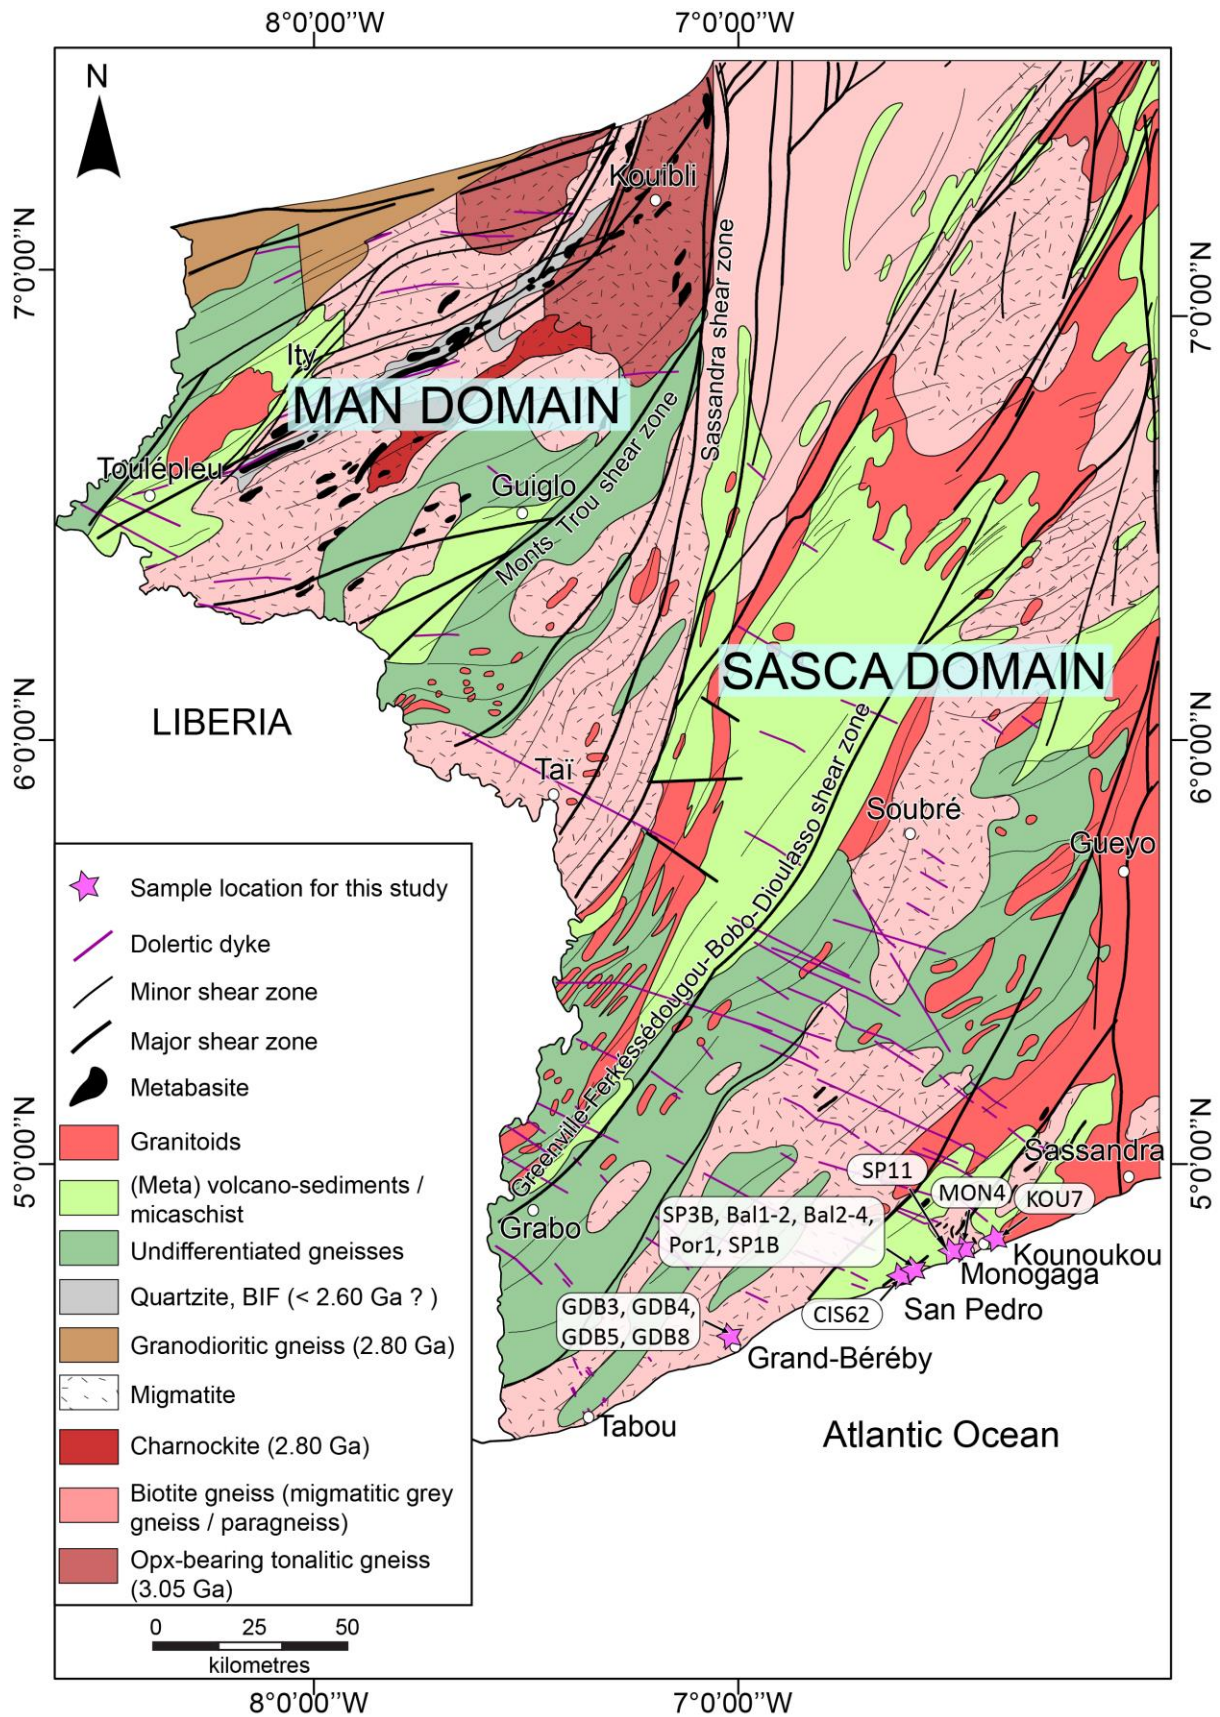 8°0'00''W
7°0'00''W
N
7°0'00''N
6°0'00''N
5°0'00''N
7°0'00''N
6°0'00''N
5°0'00''N
Kouibli
Sassandra shear zone
Ity
MAN DOMAIN
Toulépleu
Guiglo
Monts Trou shear zone
SASCA DOMAIN
LIBERIA
Taï
Soubré
Gueyo
Greenville-Ferkéssédougou-Bobo-Dioulasso shear zone
Sassandra
SP11
MON4
KOU7
SP3B, Bal1-2, Bal2-4,
Por1, SP1B
Grabo
Kounoukou
Monogaga
San Pedro
CIS62
GDB3, GDB4,
GDB5, GDB8
Grand-Béréby
Tabou
Atlantic Ocean
Sample location for this study
Dolertic dyke
Minor shear zone
Major shear zone
Metabasite
Granitoids
(Meta) volcano-sediments /
micaschist
Undifferentiated gneisses
Quartzite, BIF (< 2.60 Ga ? )
Granodioritic gneiss (2.80 Ga)
Migmatite
Charnockite (2.80 Ga)
Biotite gneiss (migmatitic grey
gneiss / paragneiss)
Opx-bearing tonalitic gneiss
(3.05 Ga)
0 25 50
kilometres
8°0'00''W
7°0'00''W